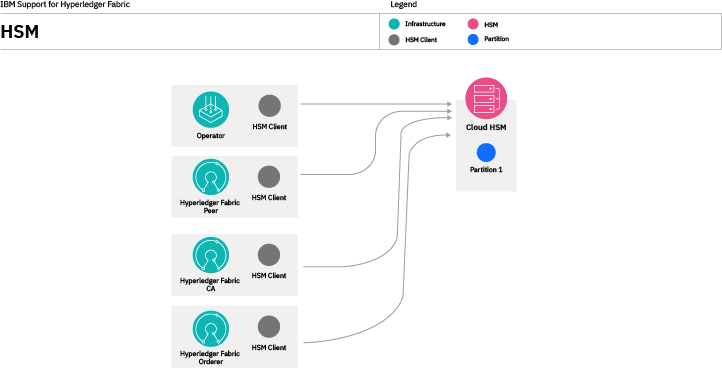 IBM Support for Hyperledger Fabric
Legend
HSM
Infrastructure
HSM
HSM Client
Partition
Operator
HSM Client
Cloud HSM
Partition 1
Hyperledger Fabric
Peer
HSM Client
Hyperledger Fabric
CA
HSM Client
Hyperledger Fabric
Orderer
HSM Client